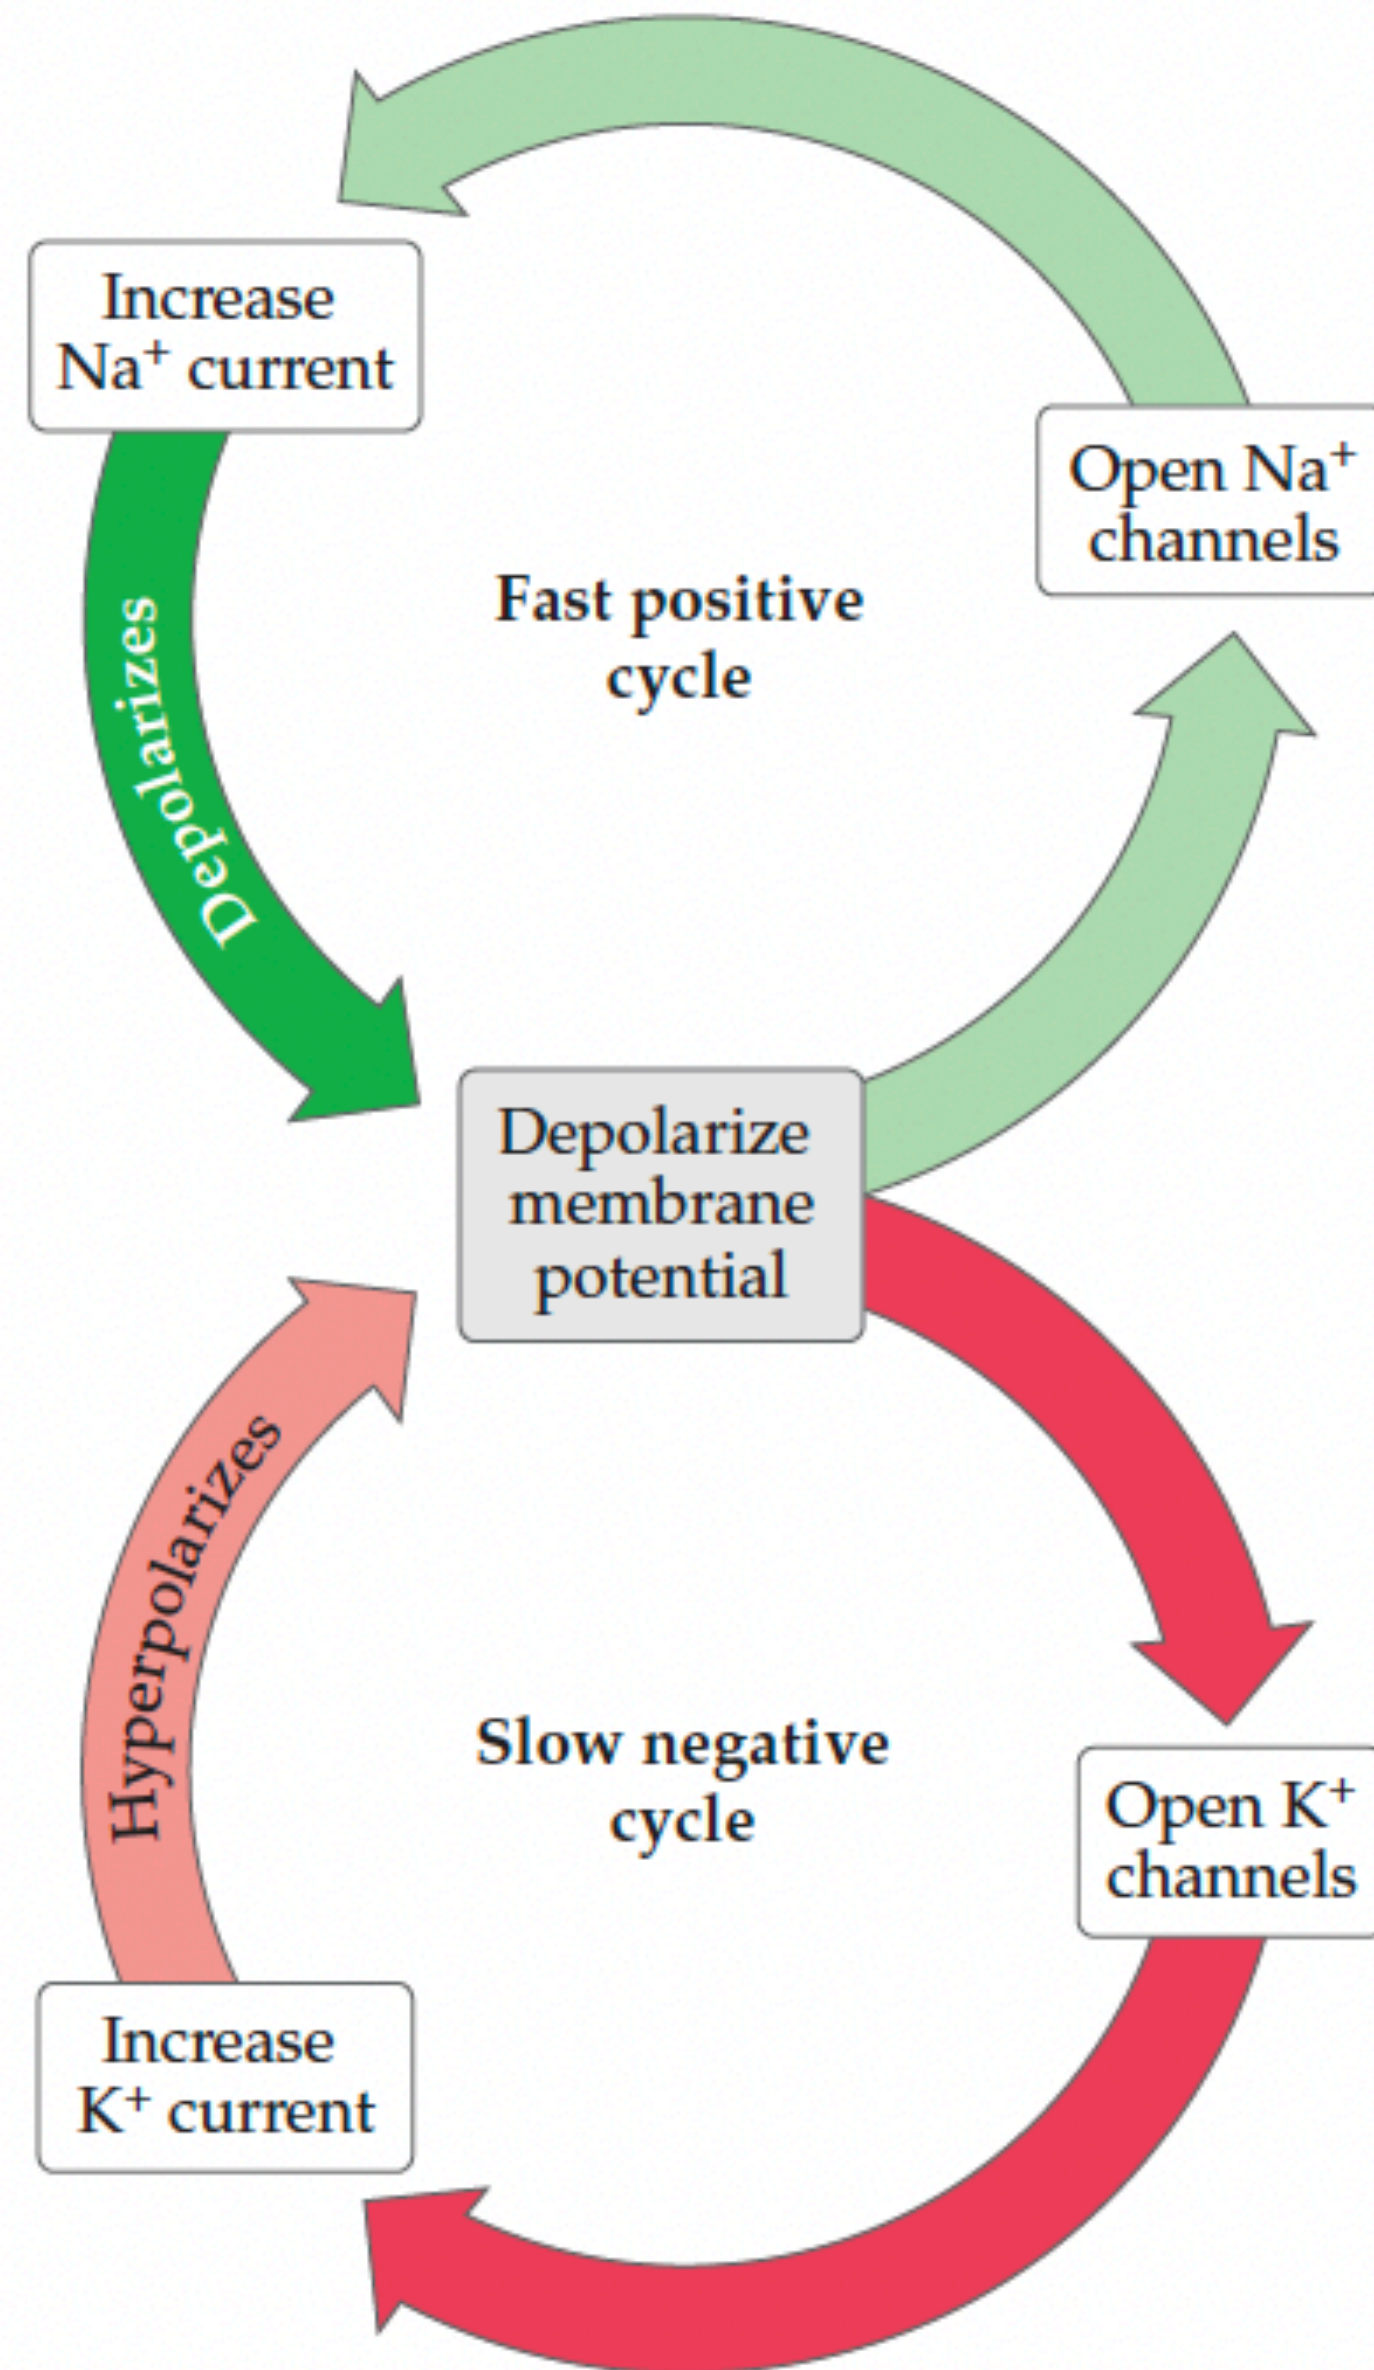 Increase
Na⁺ current
Open Na⁺
channels
Fast positive
cycle
Depolarizes
Depolarize
membrane
potential
Hyperpolarizes
Slow negative
cycle
Open K⁺
channels
Increase
K⁺ current